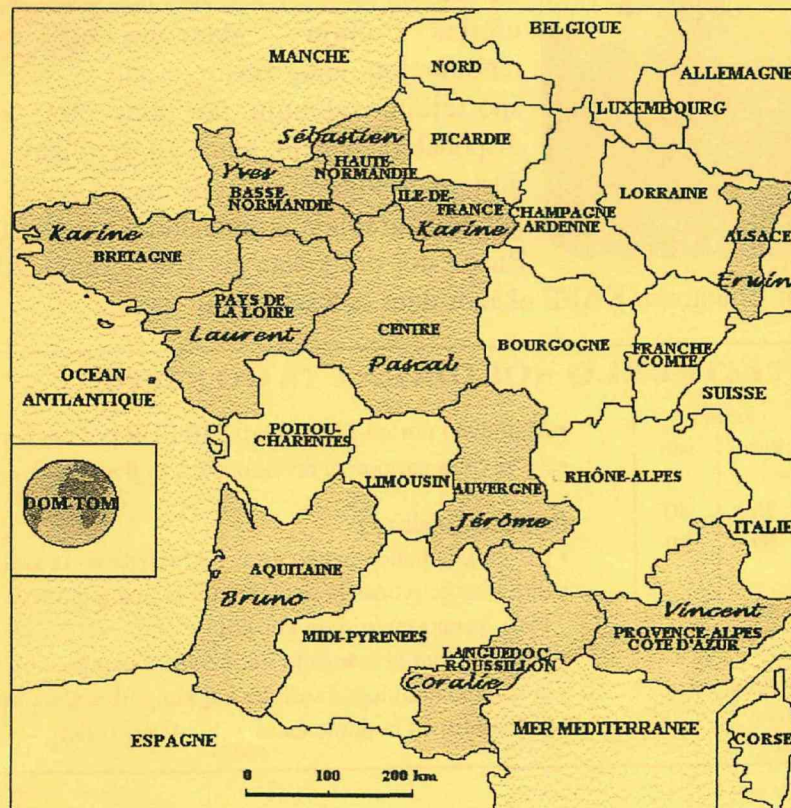 BELGIQUE
MANCHE
NORD
ALLEMAGNE
LUXEMBOURG
Sébastien
PICARDIE
HAUTE-
NORMANDIE
Yves
BASSE-
NORMANDIE
ILE-DE-
FRANCE
Karine
CHAMPAGNE
ARDENNE
LORRAINE
ALSACE
Erwin
Karine
BRETAGNE
PAYS DE
LA LOIRE
Laurent
CENTRE
Pascal
BOURGOGNE
FRANCHE
COMTE
SUISSE
OCEAN
ANTLANTIQUE
POITOU-
CHARENTES
LIMOUSIN
AUVERGNE
Jérôme
RHÔNE-ALPES
ITALIE
DOM-TOM
AQUITAINE
Bruno
MIDI-PYRENEES
LANGUEDOC
ROUSSILLON
Coralie
Vincent
PROVENCE-ALPES
CÔTE D'AZUR
MER MEDITERRANEE
CORSE
ESPAGNE
0 100 200 km